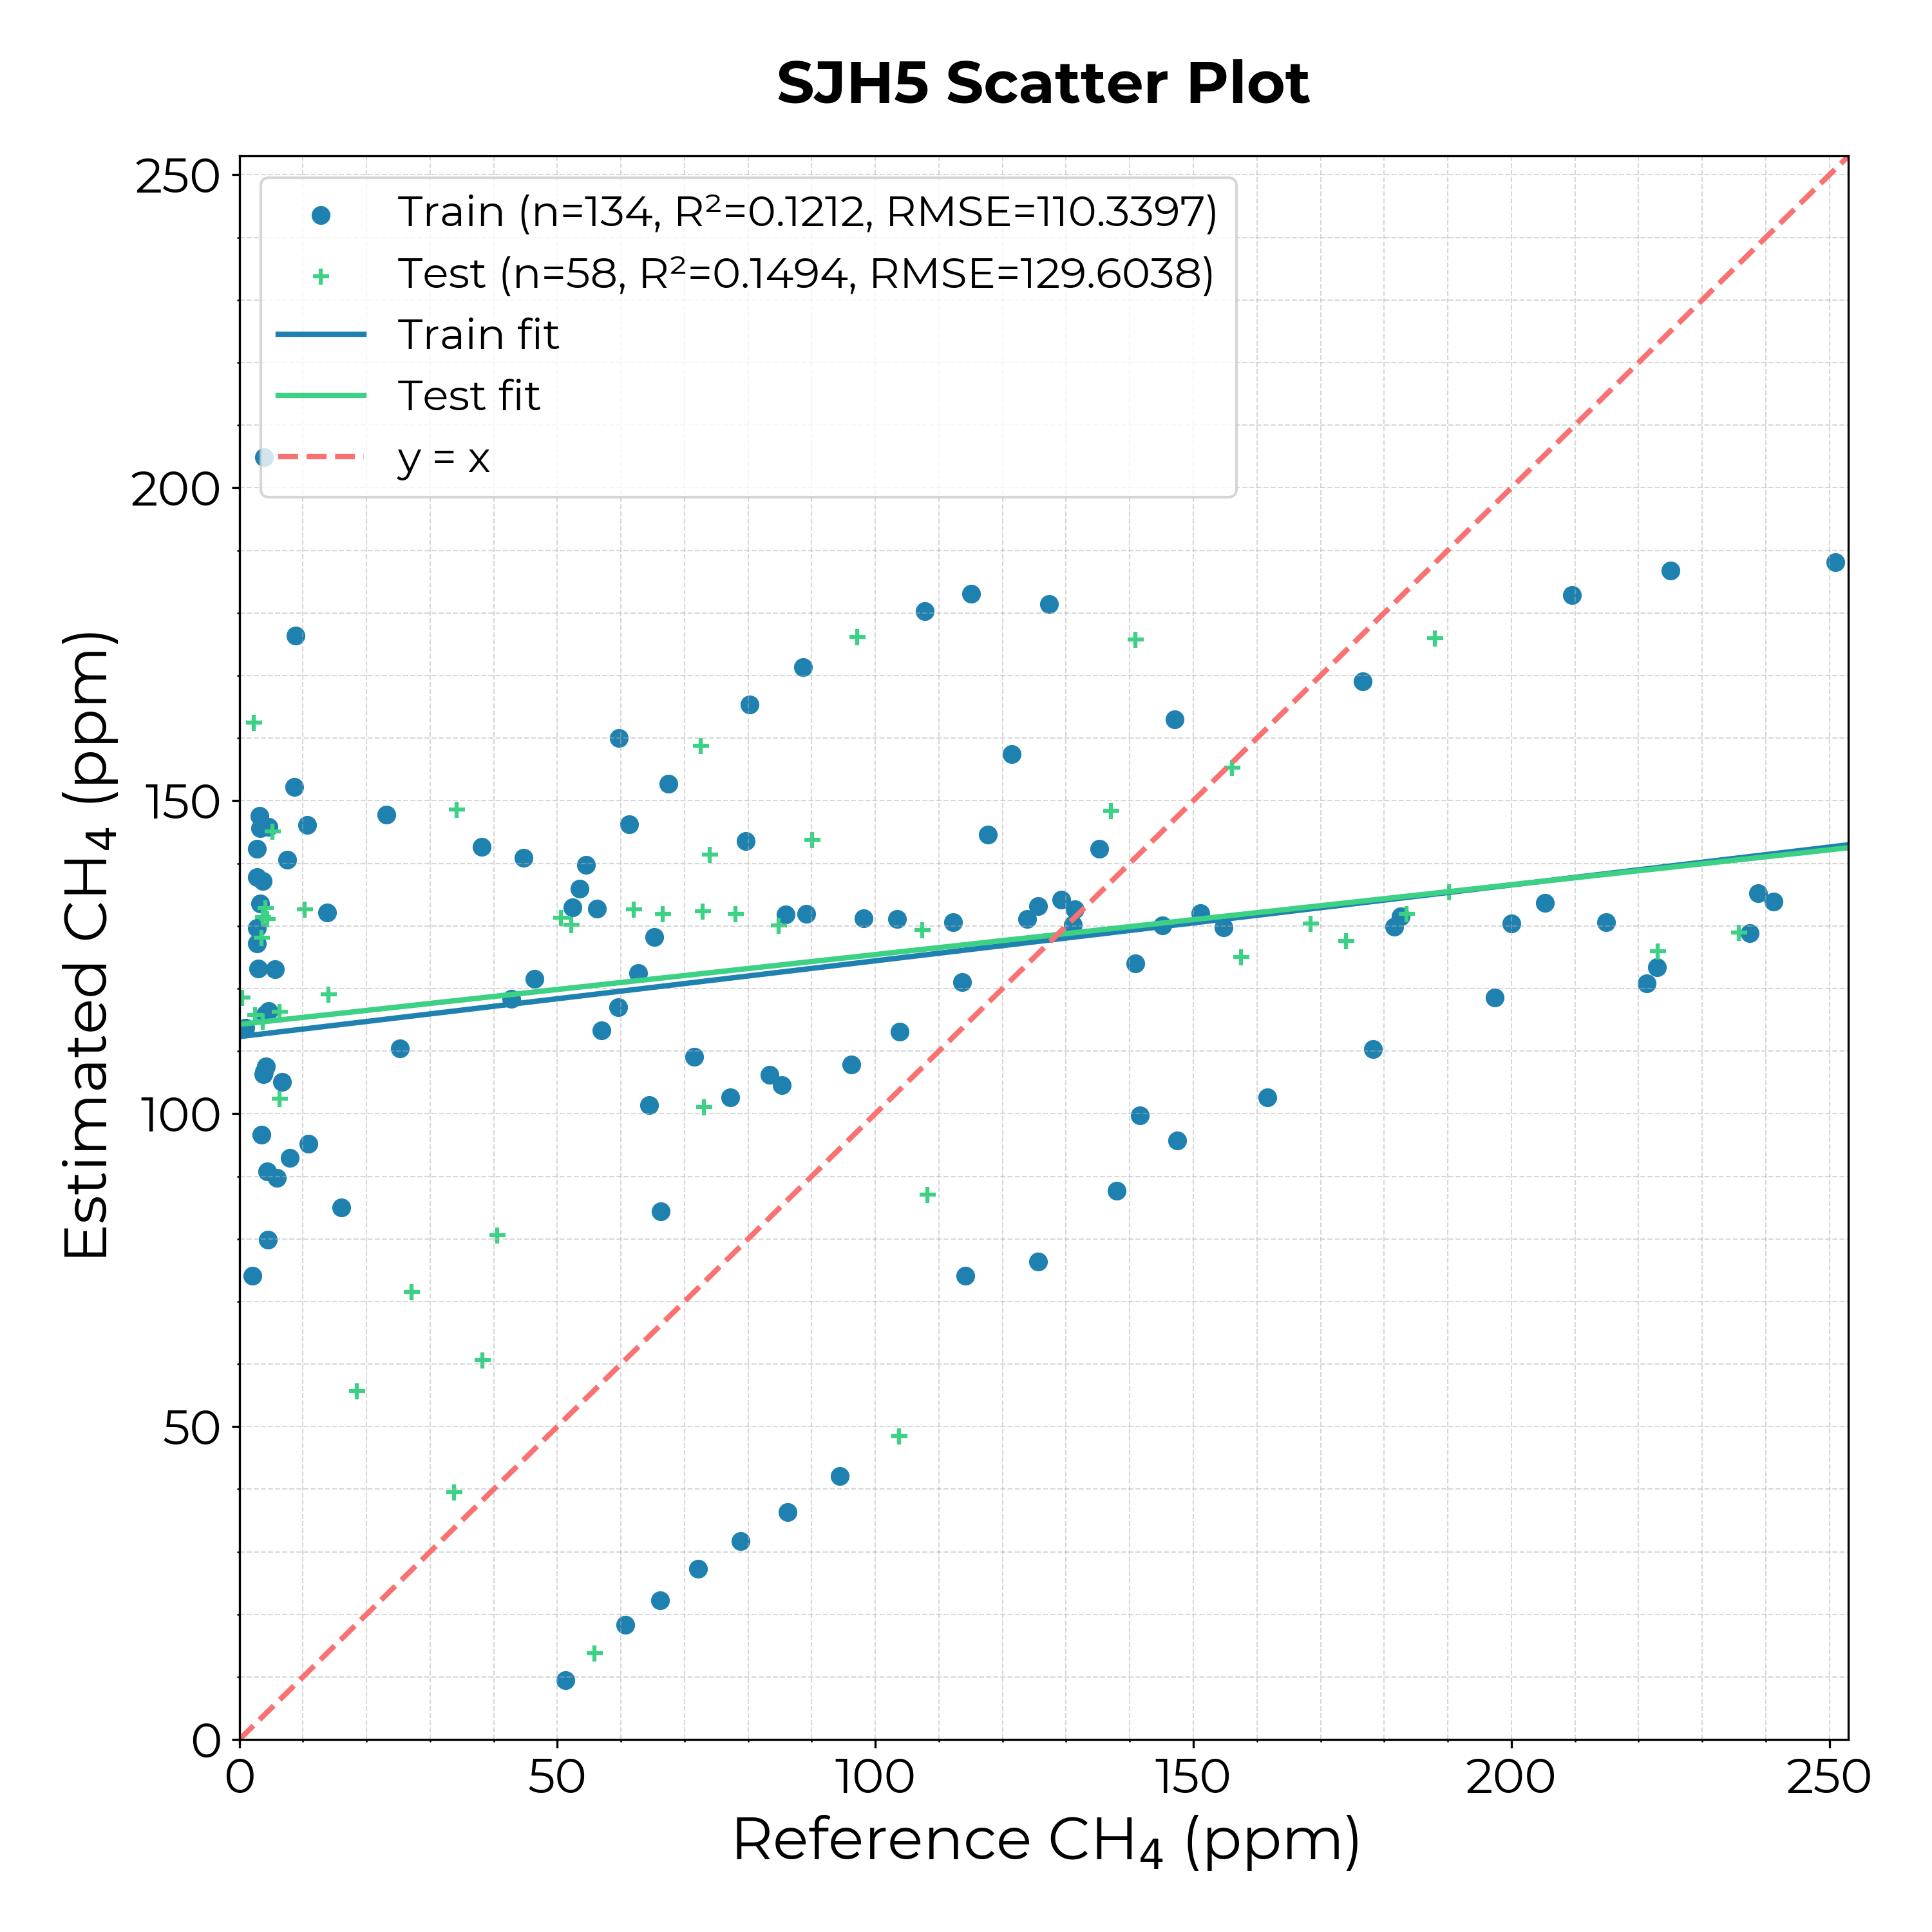 SJH5 Scatter Plot
Train (n=134, R²=0.1212, RMSE=110.3397)
Test (n=58, R²=0.1494, RMSE=129.6038)
Train fit
Test fit
y = x
Estimated CH₄ (ppm)
250
200
150
100
50
0
0 50 100 150 200 250
Reference CH₄ (ppm)